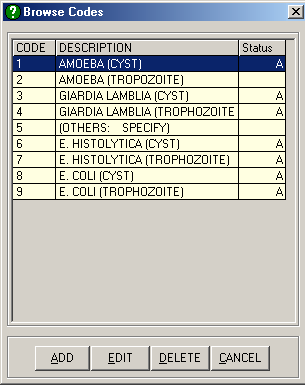 Browse Codes
CODE DESCRIPTION Status
1 AMOEBA (CYST) A
2 AMOEBA (TROPOZOITE)
3 GIARDIA LAMBLIA (CYST) A
4 GIARDIA LAMBLIA (TROPHOZOITE A
5 (OTHERS: SPECIFY)
6 E. HISTOLYTICA (CYST) A
7 E. HISTOLYTICA (TROPHOZOITE) A
8 E. COLI (CYST) A
9 E. COLI (TROPHOZOITE) A
ADD EDIT DELETE CANCEL